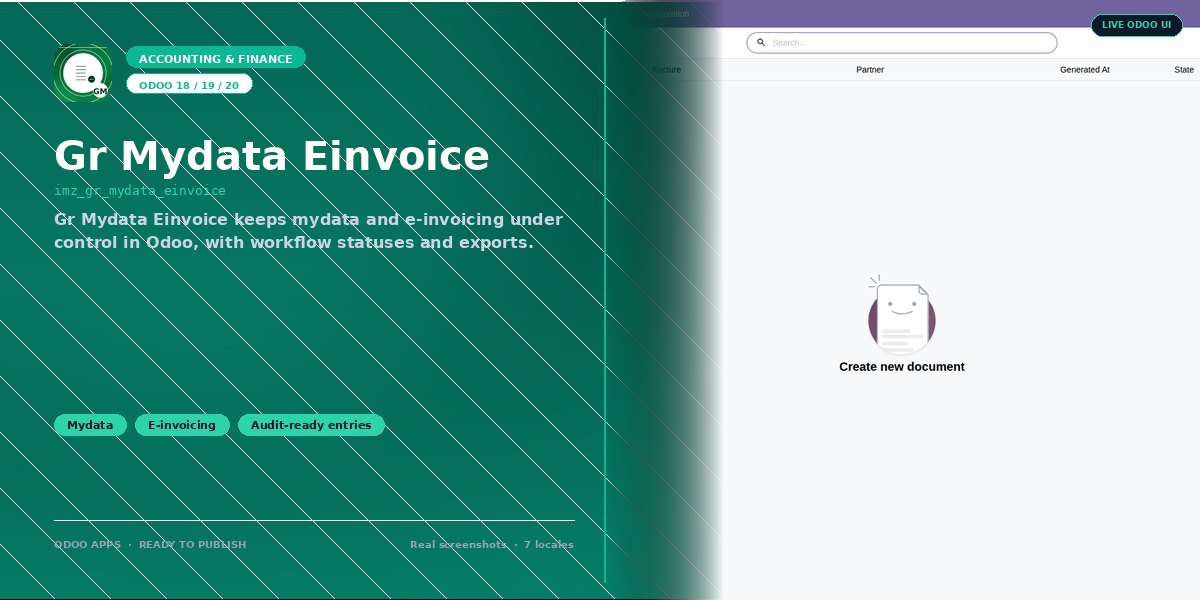 GM
ACCOUNTING & FINANCE
ODOO 18 / 19 / 20
Gr Mydata Einvoice
imz_gr_mydata_einvoice
Gr Mydata Einvoice keeps mydata and e-invoicing under
control in Odoo, with workflow statuses and exports.
Mydata
E-invoicing
Audit-ready entries
ODOO APPS · READY TO PUBLISH
Real screenshots · 7 locales
LIVE ODOO UI
Search...
Facture
Partner
Generated At
State
Create new document